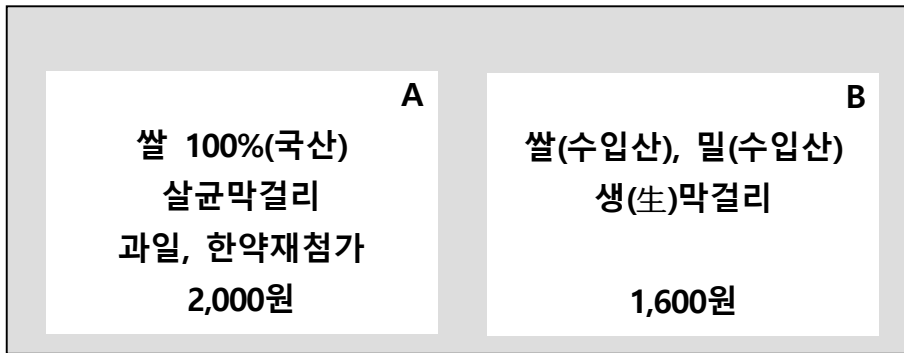 A
쌀 100%(국산)
살균막걸리
과일, 한약재첨가
2,000원
B
쌀(수입산), 밀(수입산)
생(生)막걸리
1,600원